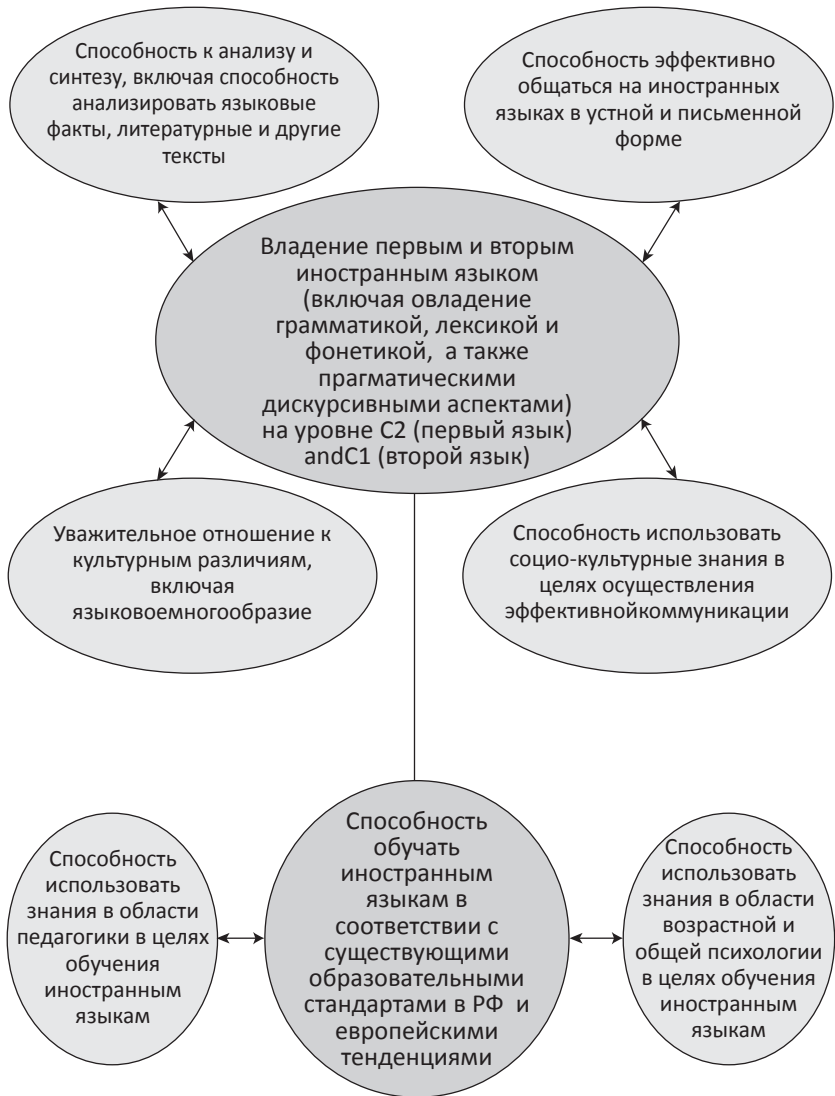 Способность к анализу и
синтезу, включая способность
анализировать языковые
факты, литературные и другие
тексты
Способность эффективно
общаться на иностранных
языках в устной и письменной
форме
Владение первым и вторым
иностранным языком
(включая овладение
грамматикой, лексикой и
фонетикой, а также
прагматическими
дискурсивными аспектами)
на уровне C2 (первый язык)
andC1 (второй язык)
Уважительное отношение к
культурным различиям,
включая
языковоемногообразие
Способность использовать
социо-культурные знания в
целях осуществления
эффективнойкоммуникации
Способность
использовать
знания в области
педагогики в целях
обучения
иностранным
языкам
Способность
обучать
иностранным
языкам в
соответствии с
существующими
образовательными
стандартами в РФ и
европейскими
тенденциями
Способность
использовать
знания в области
возрастной и
общей психологии
в целях обучения
иностранным
языкам